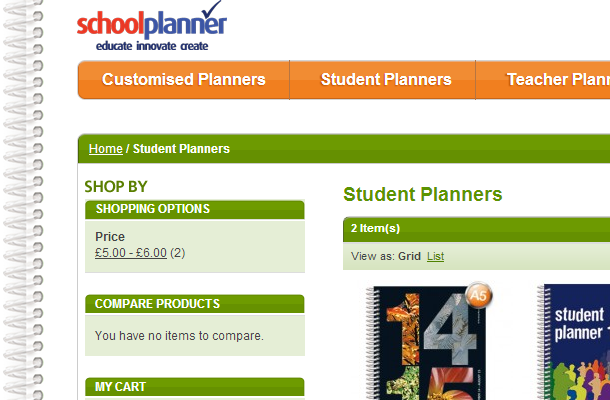 schoolplanner
educate innovate create
Customised Planners
Student Planners
Teacher Plan
Home / Student Planners
SHOP BY
SHOPPING OPTIONS
Price
£5.00 - £6.00 (2)
COMPARE PRODUCTS
You have no items to compare.
MY CART
Student Planners
2 Item(s)
View as: Grid List
A5
14
15
student
planner 1